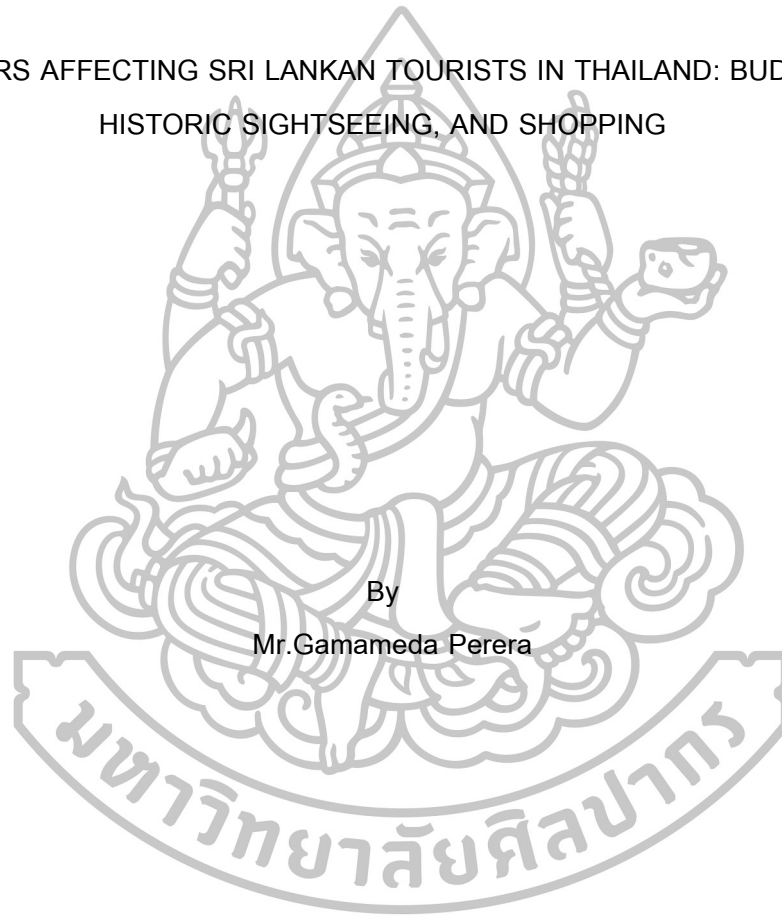 RS AFFECTING SRI LANKAN TOURISTS IN THAILAND: BUD
HISTORIC SIGHTSEEING, AND SHOPPING
By
Mr.Gamameda Perera
มหาวิทยาลัยศิลปากร